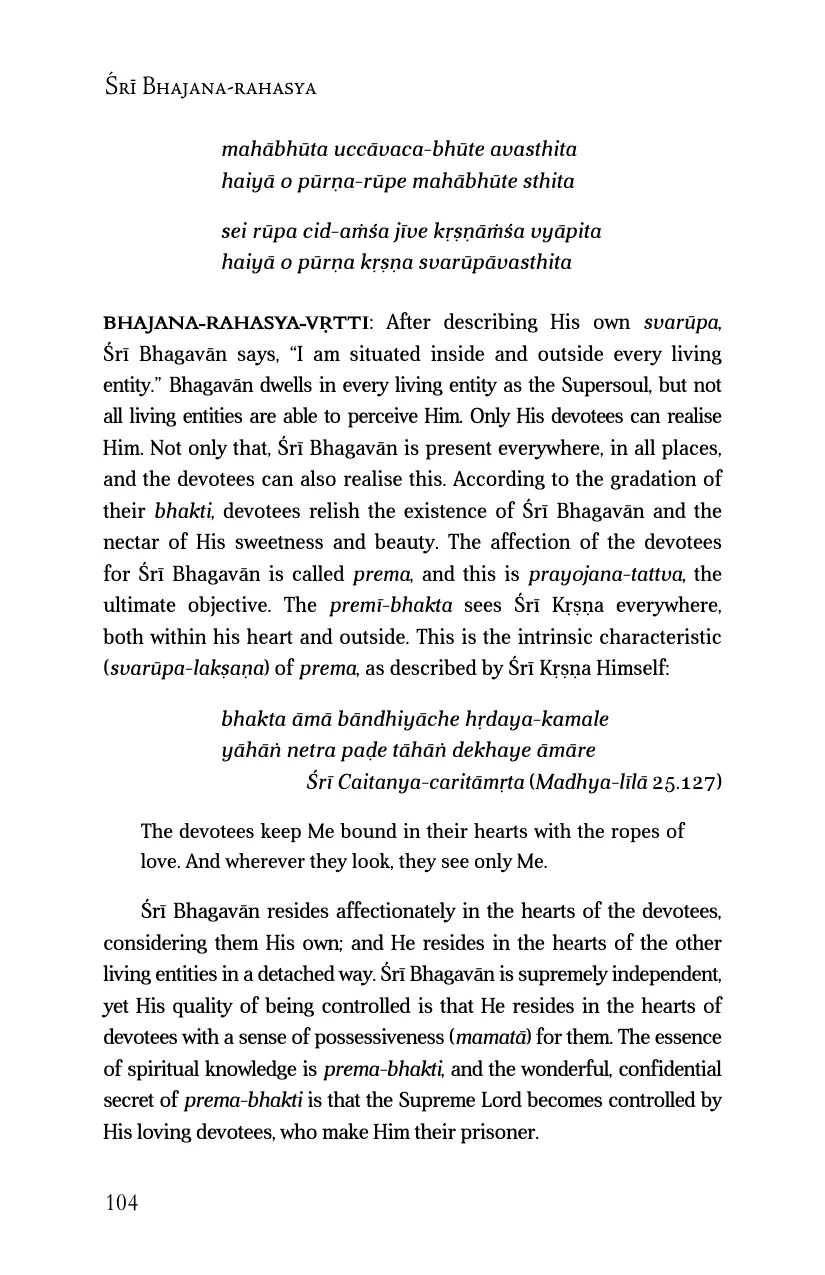 Śrī Bhajana-rahasya
mahābhūta uccāvaca-bhūte avasthita
haiyā o pūrṇa-rūpe mahābhūte sthita
sei rūpa cid-aṁśa jīve kṛṣṇāṁśa vyāpita
haiyā o pūrṇa kṛṣṇa svarūpāvasthita
BHAJANA-RAHASYA-VṚTTI: After describing His own svarūpa,
Śrī Bhagavān says, “I am situated inside and outside every living
entity.” Bhagavān dwells in every living entity as the Supersoul, but not
all living entities are able to perceive Him. Only His devotees can realise
Him. Not only that, Śrī Bhagavān is present everywhere, in all places,
and the devotees can also realise this. According to the gradation of
their bhakti, devotees relish the existence of Śrī Bhagavān and the
nectar of His sweetness and beauty. The affection of the devotees
for Śrī Bhagavān is called prema, and this is prayojana-tattva, the
ultimate objective. The premī-bhakta sees Śrī Kṛṣṇa everywhere,
both within his heart and outside. This is the intrinsic characteristic
(svarūpa-lakṣaṇa) of prema, as described by Śrī Kṛṣṇa Himself:
bhakta āmā bāndhiyāche hṛdaya-kamale
yāhāṅ netra paḍe tāhāṅ dekhaye āmāre
Śrī Caitanya-caritāmṛta (Madhya-līlā 25.127)
The devotees keep Me bound in their hearts with the ropes of
love. And wherever they look, they see only Me.
Śrī Bhagavān resides affectionately in the hearts of the devotees,
considering them His own; and He resides in the hearts of the other
living entities in a detached way. Śrī Bhagavān is supremely independent,
yet His quality of being controlled is that He resides in the hearts of
devotees with a sense of possessiveness (mamatā) for them. The essence
of spiritual knowledge is prema-bhakti, and the wonderful, confidential
secret of prema-bhakti is that the Supreme Lord becomes controlled by
His loving devotees, who make Him their prisoner.
104